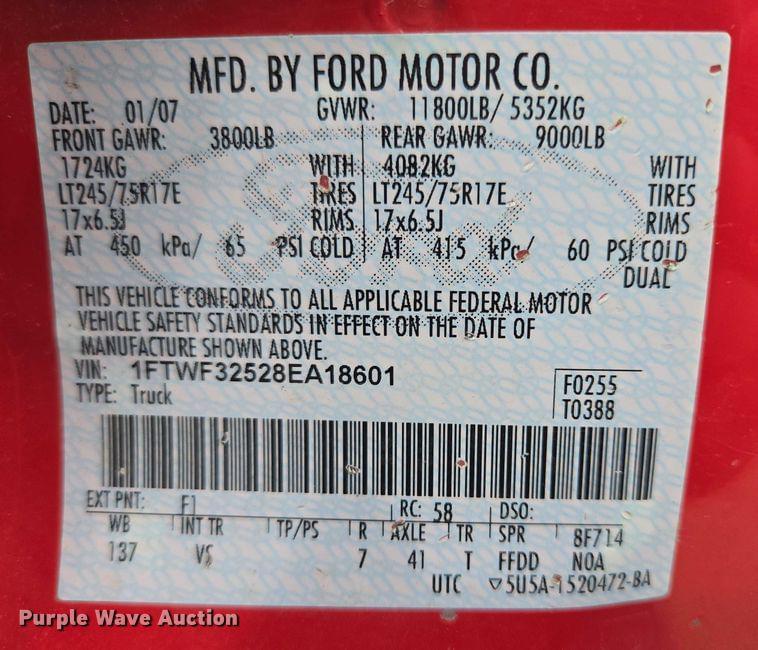 MFD. BY FORD MOTOR CO.
DATE: 01/07 GVWR: 11800LB/ 5352KG
FRONT GAWR: 3800LB REAR GAWR: 9000LB
1724KG WITH 4082KG WITH
LT245/75R17E TIRES LT245/75R17E TIRES
17x6.5J RIMS 17x6.5J RIMS
AT 450 kPa/ 65 PSI COLD AT 415 kPa/ 60 PSI COLD
DUAL
THIS VEHICLE CONFORMS TO ALL APPLICABLE FEDERAL MOTOR
VEHICLE SAFETY STANDARDS IN EFFECT ON THE DATE OF
MANUFACTURE SHOWN ABOVE.
VIN: 1FTWF32528EA18601
TYPE: Truck
F0255
T0388
EXT PNT: F1 RC: 58 DSO:
WB INT TR TP/PS R AXLE TR SPR 8F714
137 VS 7 41 T FFDD NOA
UTC ▽5U5A-1520472-BA
Purple Wave Auction